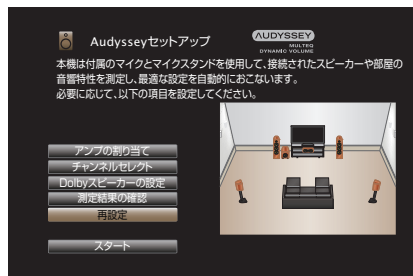 Audysseyセットアップ
AUDYSSEY
MULTEQ
DYNAMIC VOLUME
本機は付属のマイクとマイクスタンドを使用して、接続されたスピーカーや部屋の
音響特性を測定し、最適な設定を自動的におこないます。
必要に応じて、以下の項目を設定してください。
アンプの割り当て
チャンネルセレクト
Dolbyスピーカーの設定
測定結果の確認
再設定
スタート